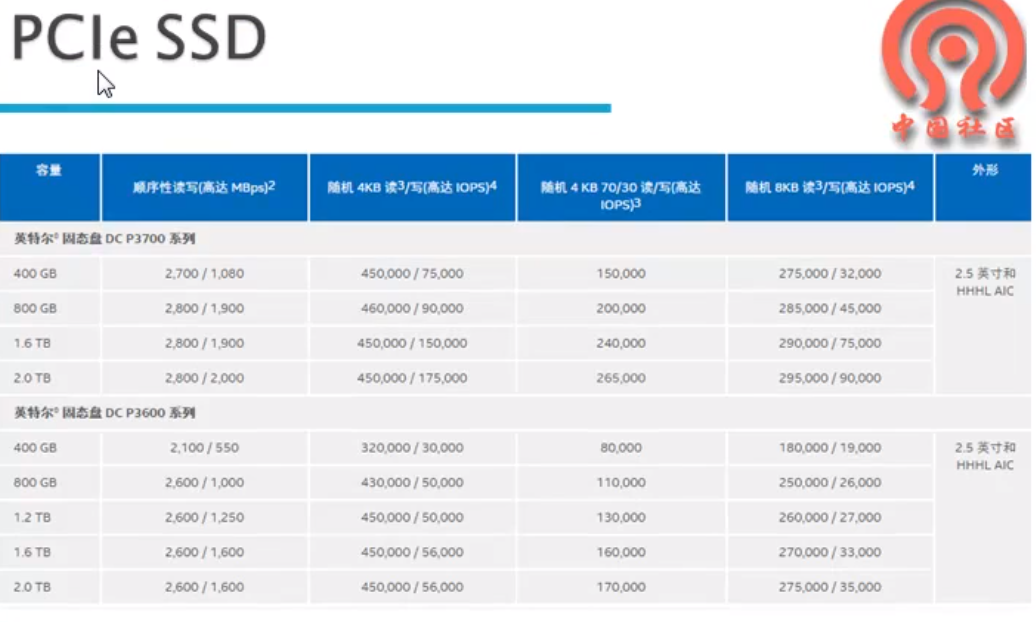 PCIe SSD
中国社区
容量 顺序性读写(高达 MBps)2 随机 4KB 读3/写(高达 IOPS)4 随机 4 KB 70/30 读/写(高达 IOPS)3 随机 8KB 读3/写(高达 IOPS)4 外形
英特尔® 固态盘 DC P3700 系列
400 GB 2,700 / 1,080 450,000 / 75,000 150,000 275,000 / 32,000 2.5 英寸和 HHHL AIC
800 GB 2,800 / 1,900 460,000 / 90,000 200,000 285,000 / 45,000
1.6 TB 2,800 / 1,900 450,000 / 150,000 240,000 290,000 / 75,000
2.0 TB 2,800 / 2,000 450,000 / 175,000 265,000 295,000 / 90,000
英特尔® 固态盘 DC P3600 系列
400 GB 2,100 / 550 320,000 / 30,000 80,000 180,000 / 19,000 2.5 英寸和 HHHL AIC
800 GB 2,600 / 1,000 430,000 / 50,000 110,000 250,000 / 26,000
1.2 TB 2,600 / 1,250 450,000 / 50,000 130,000 260,000 / 27,000
1.6 TB 2,600 / 1,600 450,000 / 56,000 160,000 270,000 / 33,000
2.0 TB 2,600 / 1,600 450,000 / 56,000 170,000 275,000 / 35,000